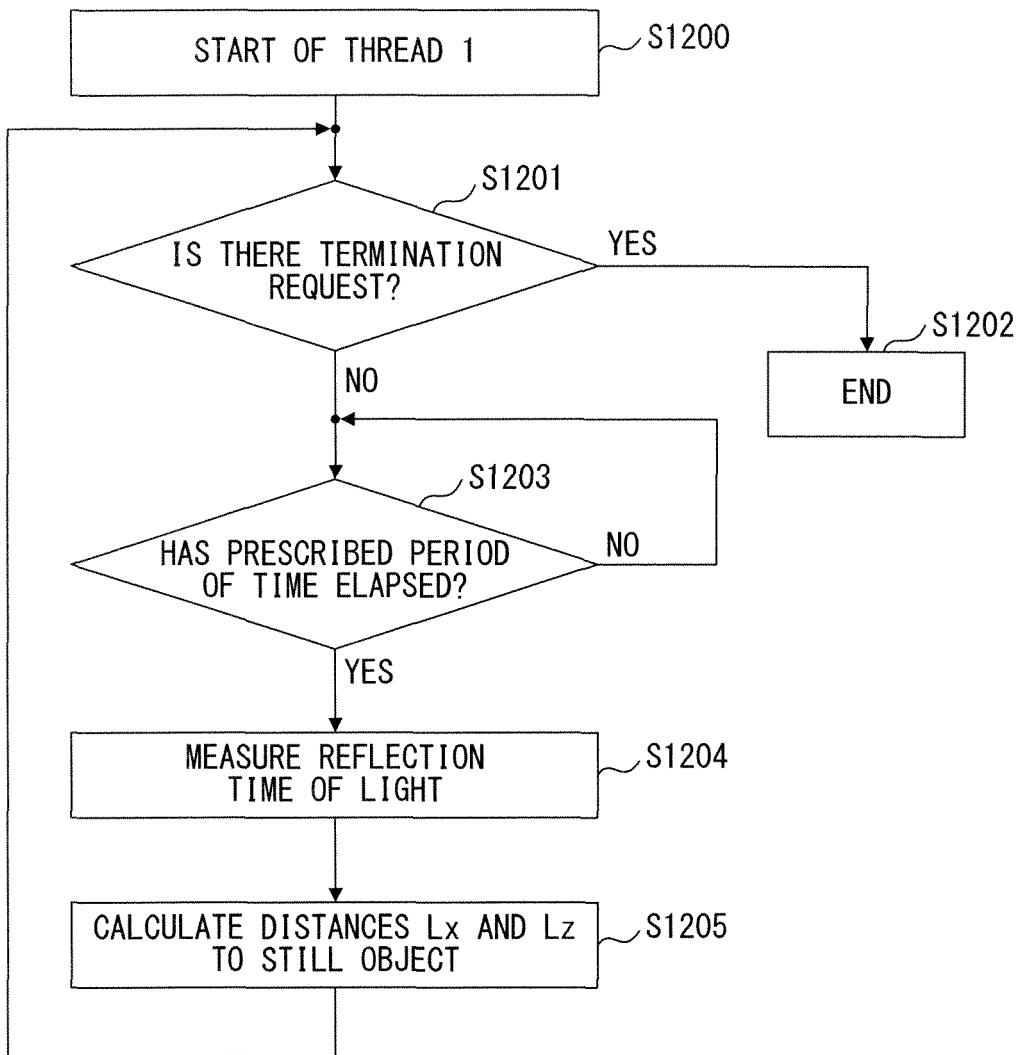 START OF THREAD 1
S1200
S1201
IS THERE TERMINATION
REQUEST?
YES
S1202
END
NO
S1203
HAS PRESCRIBED PERIOD
OF TIME ELAPSED?
NO
YES
MEASURE REFLECTION
TIME OF LIGHT
S1204
CALCULATE DISTANCES Lx AND Lz
TO STILL OBJECT
S1205